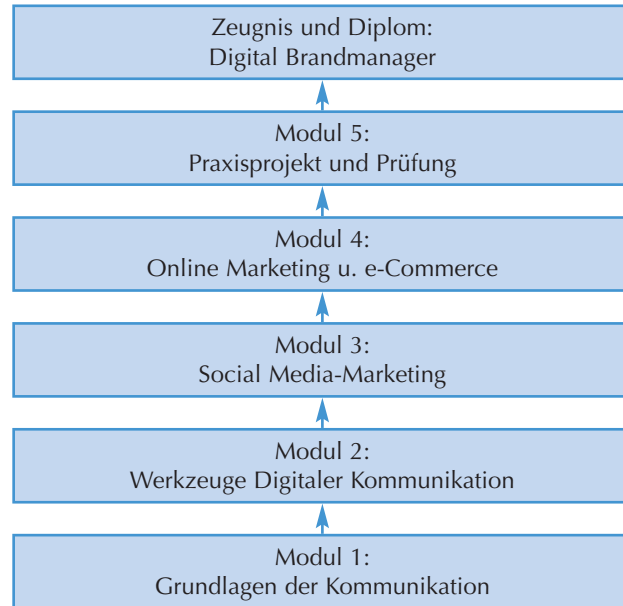 Zeugnis und Diplom:
Digital Brandmanager
Modul 5:
Praxisprojekt und Prüfung
Modul 4:
Online Marketing u. e-Commerce
Modul 3:
Social Media-Marketing
Modul 2:
Werkzeuge Digitaler Kommunikation
Modul 1:
Grundlagen der Kommunikation